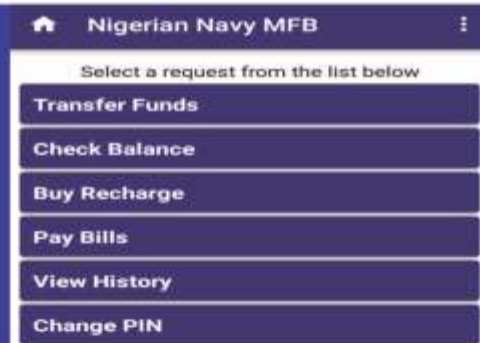 Nigerian Navy MFB
Select a request from the list below
Transfer Funds
Check Balance
Buy Recharge
Pay Bills
View History
Change PIN